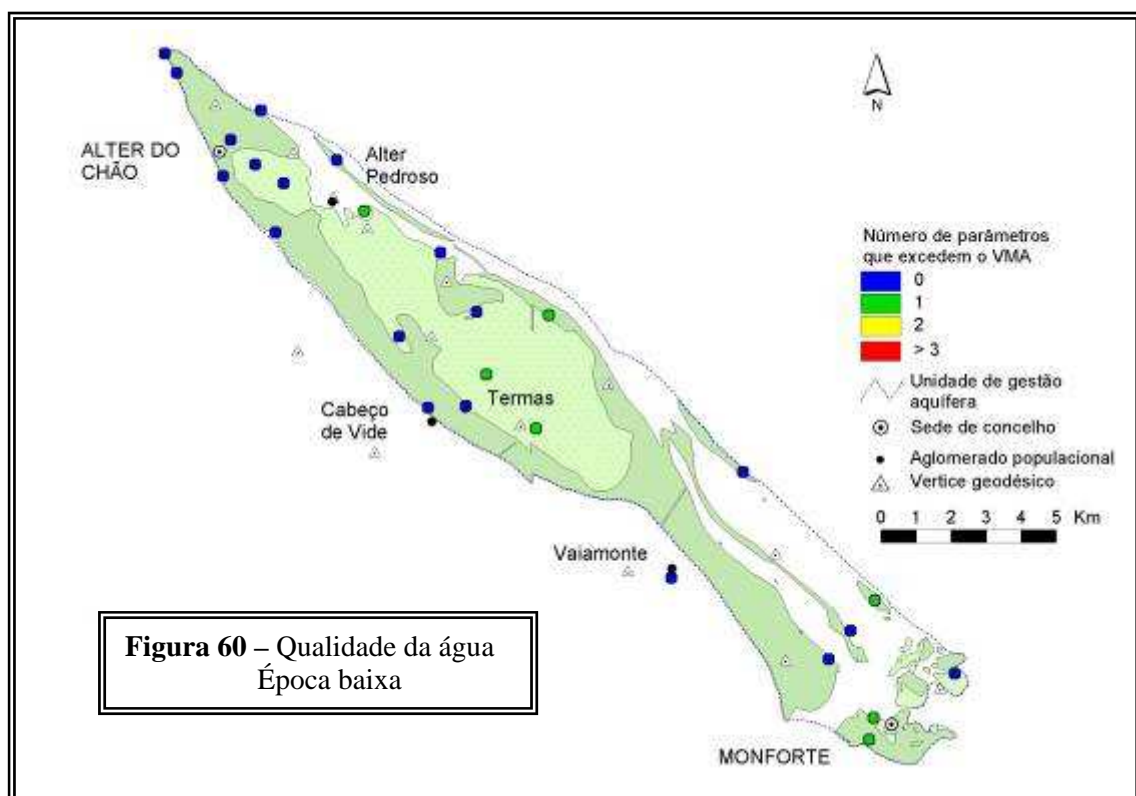 N
ALTER DO
CHÃO
Alter
Pedroso
Número de parâmetros
que excedem o VMA
0
1
2
> 3
Unidade de gestão
aquífera
Sede de concelho
Aglomerado populacional
Vertice geodésico
0 1 2 3 4 5 Km
Termas
Cabeço
de Vide
Vaiamonte
Figura 60 – Qualidade da água
Época baixa
MONFORTE